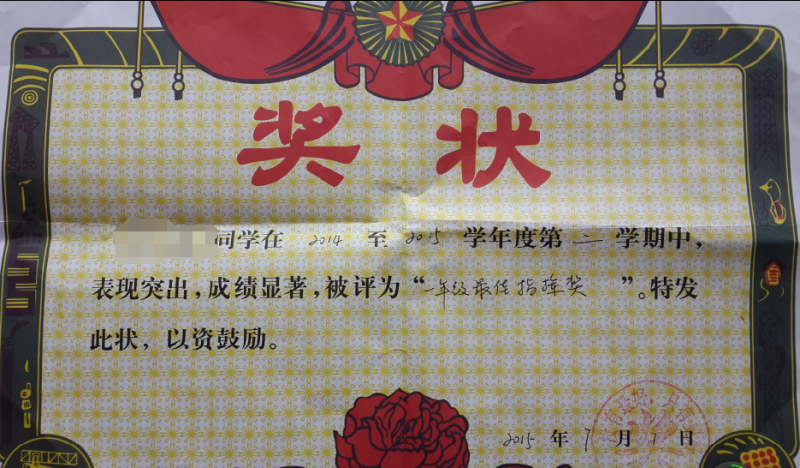 奖状
同学在 2014 至 2015 学年度第二学期中,
表现突出,成绩显著,被评为“一年级最佳指挥奖”。特发
此状,以资鼓励。
2015 年 7 月 1 日